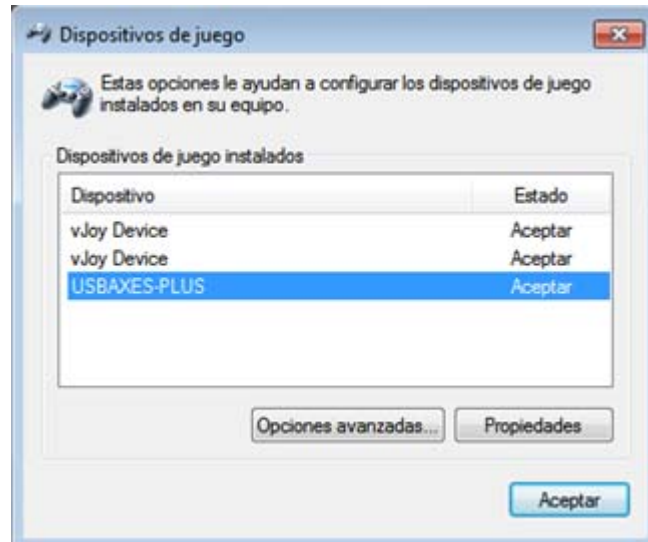 Dispositivos de juego
Estas opciones le ayudan a configurar los dispositivos de juego
instalados en su equipo.
Dispositivos de juego instalados
Dispositivo Estado
vJoy Device Aceptar
vJoy Device Aceptar
USBAXES-PLUS Aceptar
Opciones avanzadas... Propiedades
Aceptar